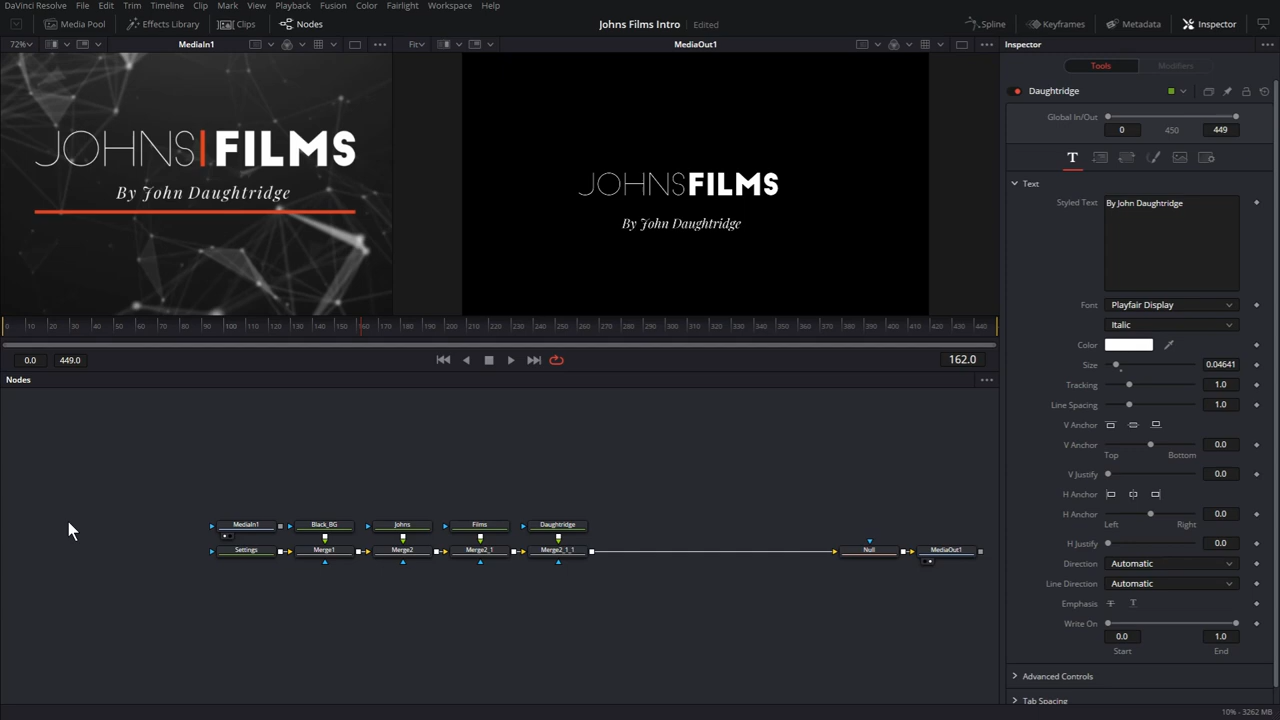 DaVinci Resolve File Edit Trim Timeline Clip Mark View Playback Fusion Color Fairlight Workspace Help
Media Pool Effects Library Clips Nodes Johns Films Intro Edited Spline Keyframes Metadata Inspector
72% MediaIn1 Fit MediaOut1 Inspector
Tools Modifiers
Daughtridge
Global In/Out
0 450 449
JOHNS|FILMS
By John Daughtridge
JOHNSFILMS
By John Daughtridge
T
Text
Styled Text By John Daughtridge
Font Playfair Display
Italic
Color
Size 0.04641
Tracking 1.0
Line Spacing 1.0
V Anchor
V Anchor 0.0
Top Bottom
V Justify 0.0
H Anchor
H Anchor 0.0
Left Right
H Justify 0.0
Direction Automatic
Line Direction Automatic
Emphasis T T
Write On
0.0 1.0
Start End
Advanced Controls
Tab Spacing
0 10 20 30 40 50 60 70 80 90 100 110 120 130 140 150 160 170 180 190 200 210 220 230 240 250 260 270 280 290 300 310 320 330 340 350 360 370 380 390 400 410 420 430 440
0.0 449.0 162.0
Nodes
MediaIn1 Black_BG Johns Films Daughtridge
Settings Merge1 Merge2 Merge2_1 Merge2_1_1 Null MediaOut1
10% - 3262 MB